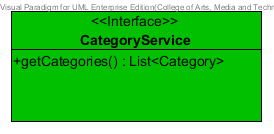 Visual Paradigm for UML Enterprise Edition(College of Arts, Media and Techn
<<Interface>>
CategoryService
+getCategories() : List<Category>